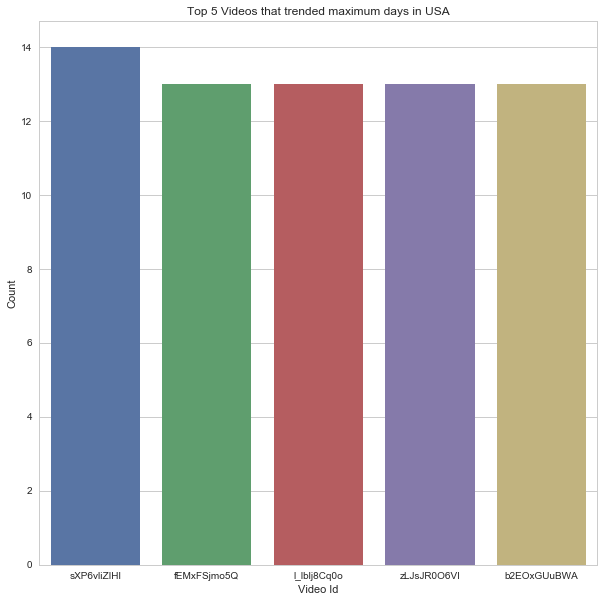 Top 5 Videos that trended maximum days in USA
14
12
10
8
6
4
2
0
Count
sXP6vliZlHI fEMxFSjmo5Q l_lblj8Cq0o zLJsJR0O6VI b2EOxGUuBWA
Video Id